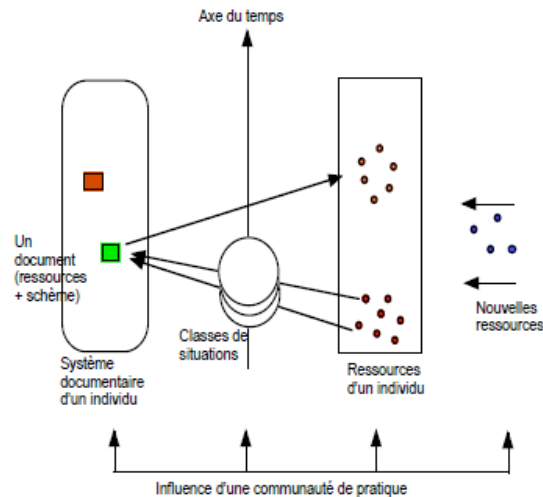 Axe du temps
Un
document
(ressources
+ schème)
Classes de
situations
Nouvelles
ressources
Système
documentaire
d'un individu
Ressources
d'un individu
Influence d'une communauté de pratique